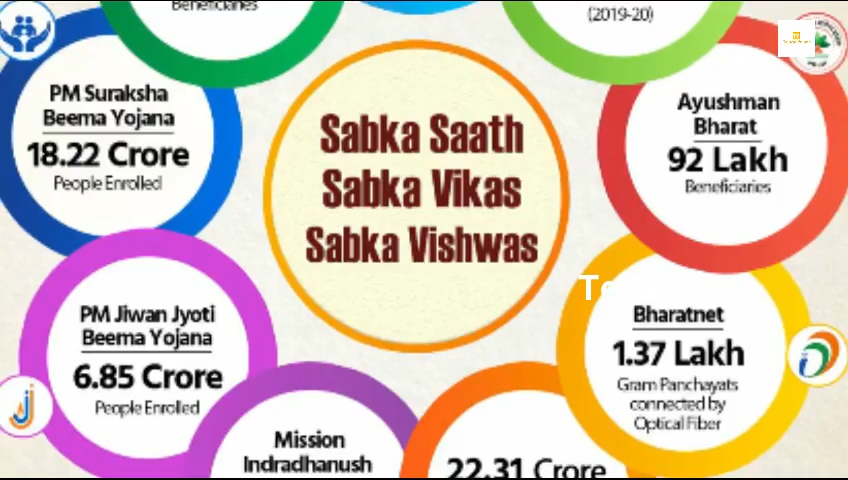 Beneficiaries
(2019-20)
PM Suraksha
Beema Yojana
18.22 Crore
People Enrolled
Sabka Saath
Sabka Vikas
Sabka Vishwas
Ayushman
Bharat
92 Lakh
Beneficiaries
PM Jiwan Jyoti
Beema Yojana
6.85 Crore
People Enrolled
Bharatnet
1.37 Lakh
Gram Panchayats
connected by
Optical Fiber
Mission
Indradhanush
22.31 Crore